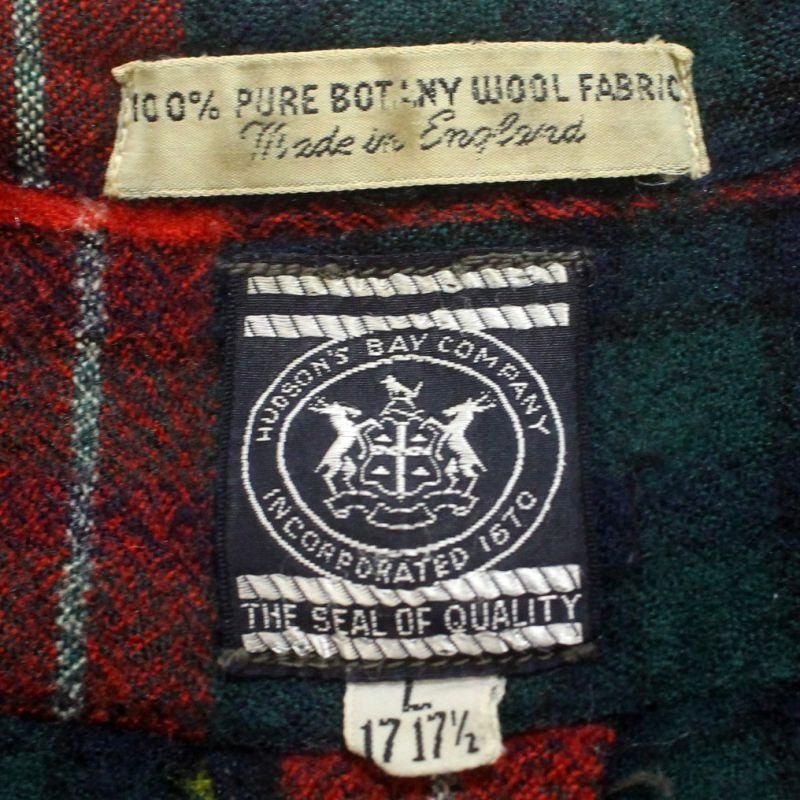 100% PURE BOTANY WOOL FABRIC
Made in England
HUDSON'S BAY COMPANY
INCORPORATED 1670
THE SEAL OF QUALITY
L
17 17½